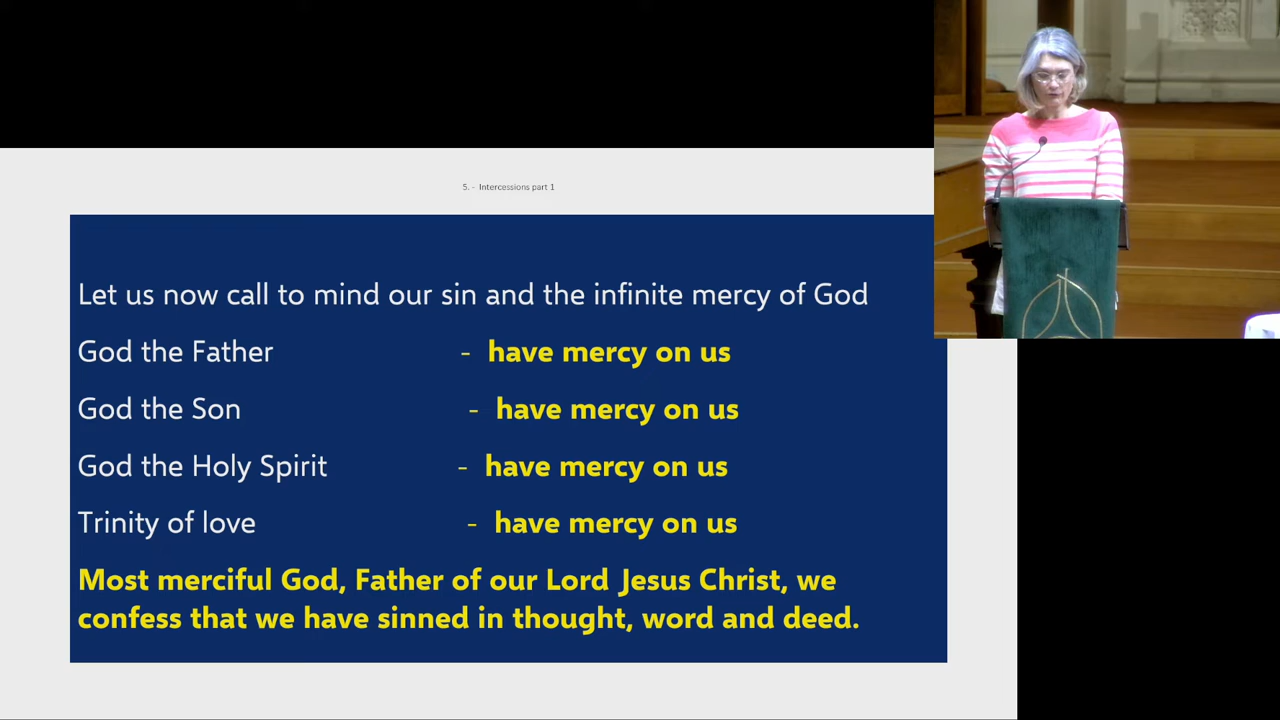 5. - Intercessions part 1
Let us now call to mind our sin and the infinite mercy of God
God the Father - have mercy on us
God the Son - have mercy on us
God the Holy Spirit - have mercy on us
Trinity of love - have mercy on us
Most merciful God, Father of our Lord Jesus Christ, we
confess that we have sinned in thought, word and deed.